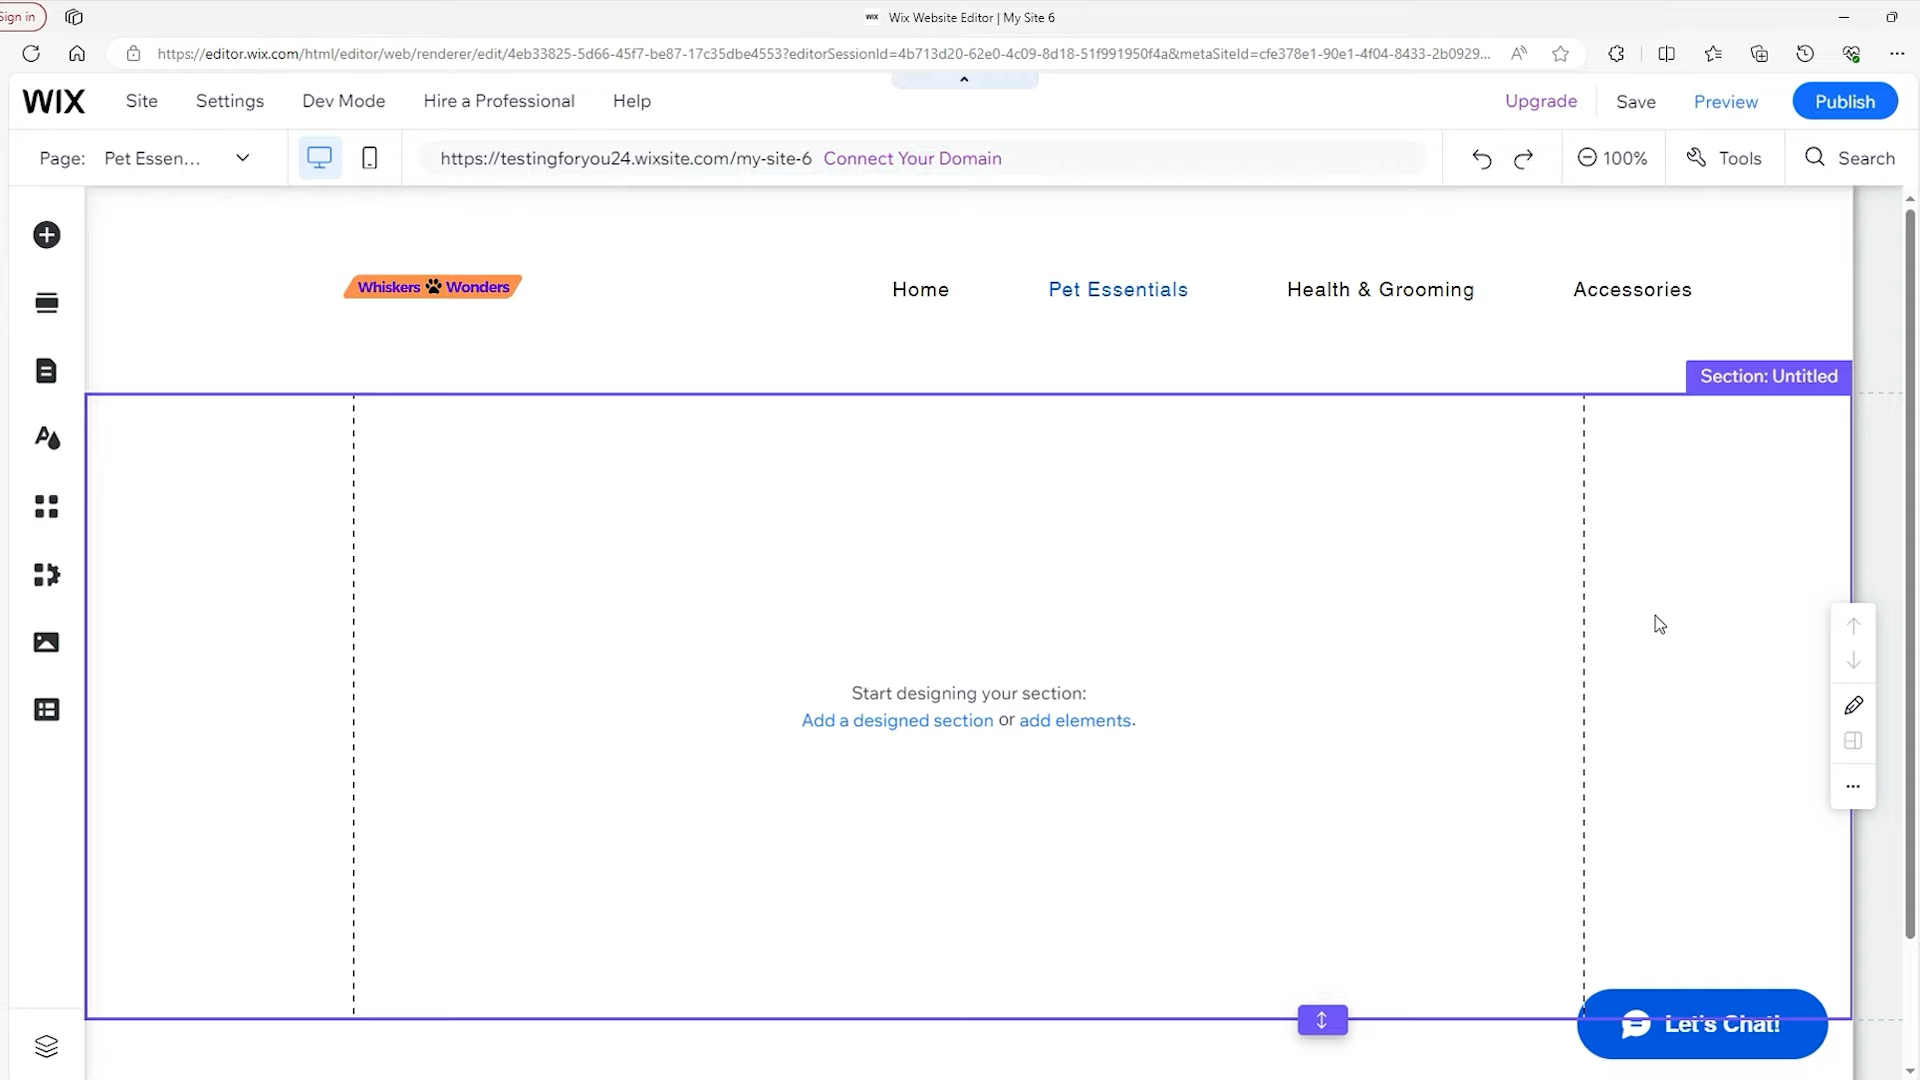 Sign in
Wix Website Editor | My Site 6
https://editor.wix.com/html/editor/web/renderer/edit/4eb33825-5d66-45f7-be87-17c35dbe4553?editorSessionId=4b713d20-62e0-4c09-8d18-51f991950f4a&metaSiteId=cfe378e1-90e1-4f04-8433-2b0929...
WIX
Site
Settings
Dev Mode
Hire a Professional
Help
Upgrade
Save
Preview
Publish
Page:
Pet Essen...
https://testingforyou24.wixsite.com/my-site-6
Connect Your Domain
100%
Tools
Search
Whiskers Wonders
Home
Pet Essentials
Health & Grooming
Accessories
Section: Untitled
Start designing your section:
Add a designed section or add elements.
Let's Chat!